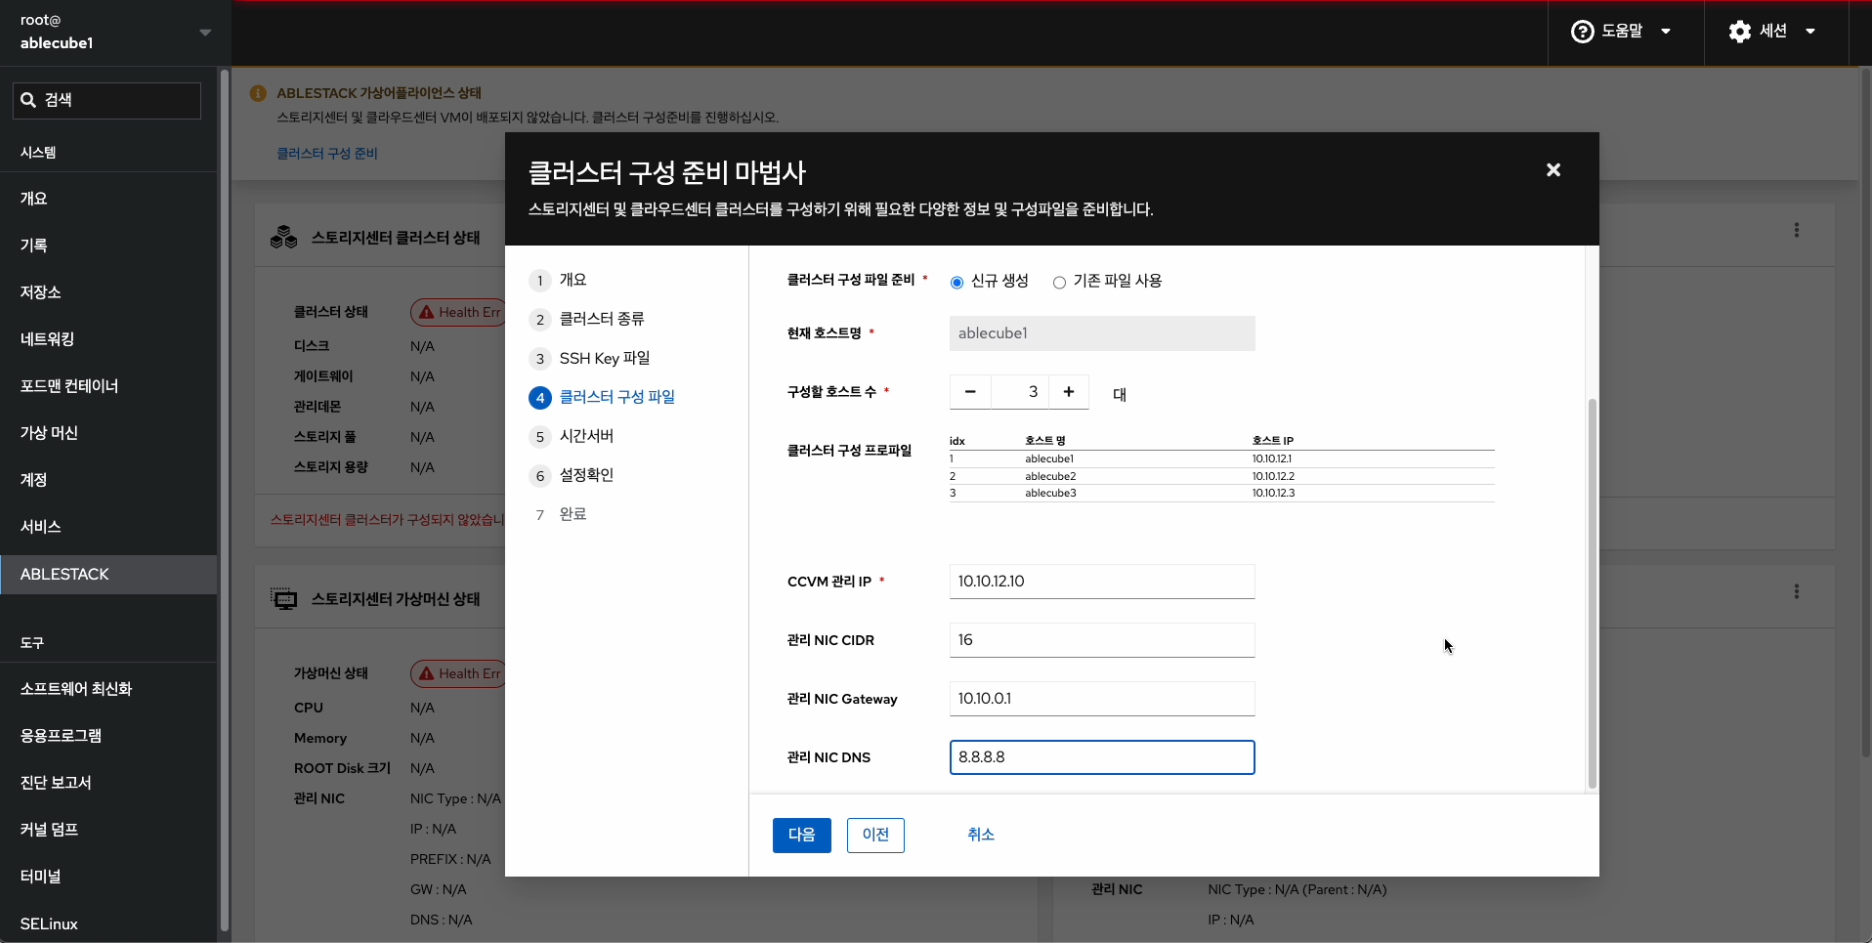 root@
ablecube1
도움말
세션
검색
시스템
개요
기록
저장소
네트워킹
포드맨 컨테이너
가상 머신
계정
서비스
ABLESTACK
도구
소프트웨어 최신화
응용프로그램
진단 보고서
커널 덤프
터미널
SELinux
ABLESTACK 가상어플라이언스 상태
스토리지센터 및 클라우드센터 VM이 배포되지 않았습니다. 클러스터 구성준비를 진행하십시오.
클러스터 구성 준비
스토리지센터 클러스터 상태
클러스터 상태 Health Err
디스크 N/A
게이트웨이 N/A
관리데몬 N/A
스토리지 풀 N/A
스토리지 용량 N/A
스토리지센터 클러스터가 구성되지 않았습니
스토리지센터 가상머신 상태
가상머신 상태 Health Err
CPU N/A
Memory N/A
ROOT Disk 크기 N/A
관리 NIC NIC Type : N/A
IP : N/A
PREFIX : N/A
GW : N/A
DNS : N/A
클러스터 구성 준비 마법사
스토리지센터 및 클라우드센터 클러스터를 구성하기 위해 필요한 다양한 정보 및 구성파일을 준비합니다.
1 개요
2 클러스터 종류
3 SSH Key 파일
4 클러스터 구성 파일
5 시간서버
6 설정확인
7 완료
클러스터 구성 파일 준비 * 신규 생성 기존 파일 사용
현재 호스트명 * ablecube1
구성할 호스트 수 * - 3 + 대
클러스터 구성 프로파일
idx 호스트 명 호스트 IP
1 ablecube1 10.10.12.1
2 ablecube2 10.10.12.2
3 ablecube3 10.10.12.3
CCVM 관리 IP * 10.10.12.10
관리 NIC CIDR 16
관리 NIC Gateway 10.10.0.1
관리 NIC DNS 8.8.8.8
다음 이전 취소
관리 NIC NIC Type : N/A (Parent : N/A)
IP : N/A